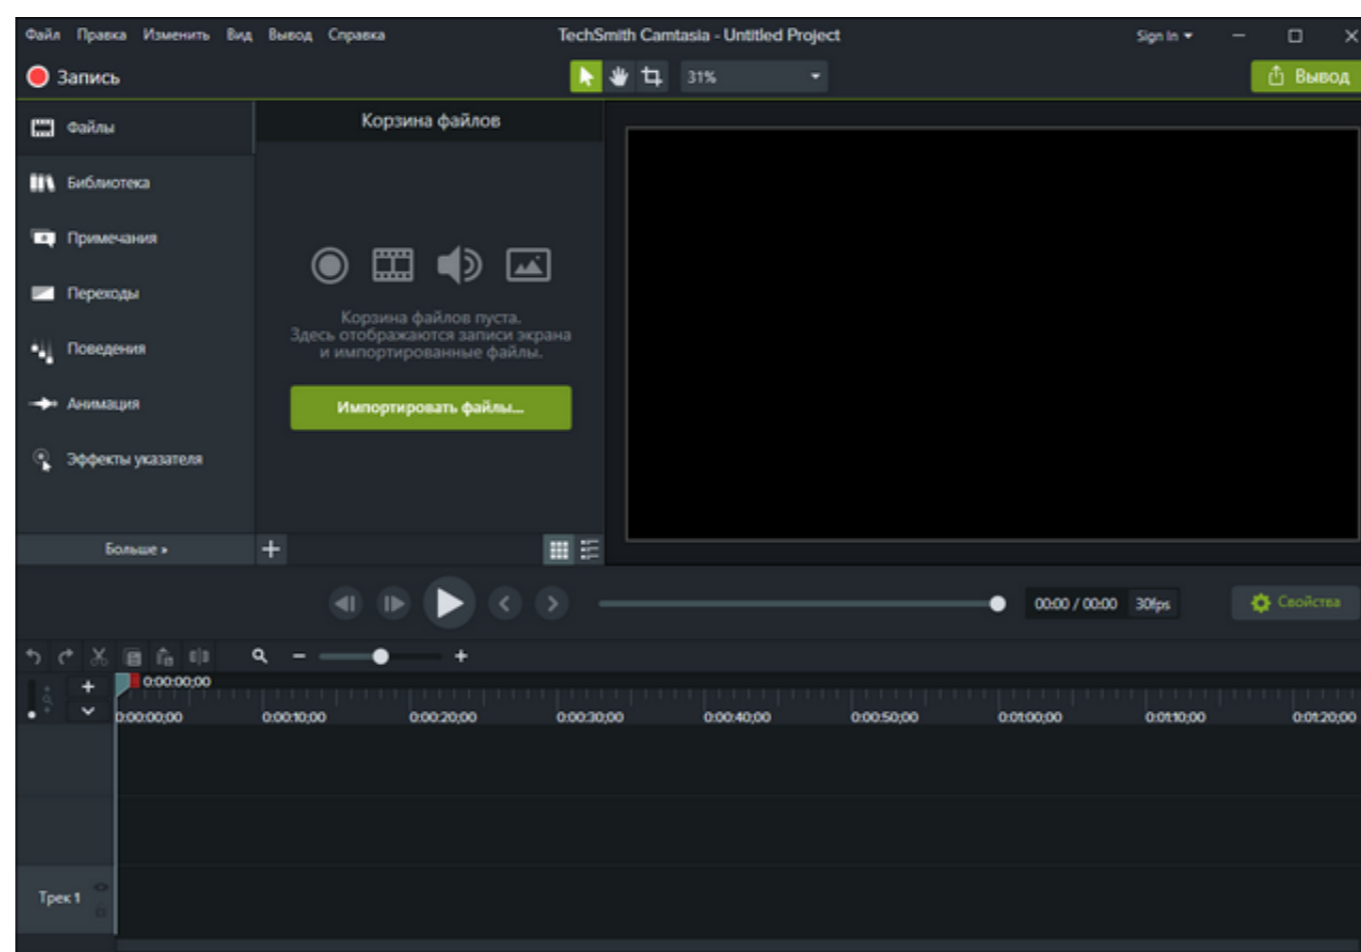 Файл Правка Изменить Вид Вывод Справка TechSmith Camtasia - Untitled Project Sign In
Запись 31% Вывод
Файлы
Библиотека
Примечания
Переходы
Поведения
Анимация
Эффекты указателя
Больше »
Корзина файлов
Корзина файлов пуста.
Здесь отображаются записи экрана
и импортированные файлы.
Импортировать файлы...
00:00 / 00:00 30fps Свойства
0:00:00;00
0:00:00;00 0:00:10;00 0:00:20;00 0:00:30;00 0:00:40;00 0:00:50;00 0:01:00;00 0:01:10;00 0:01:20;00
Трек 1